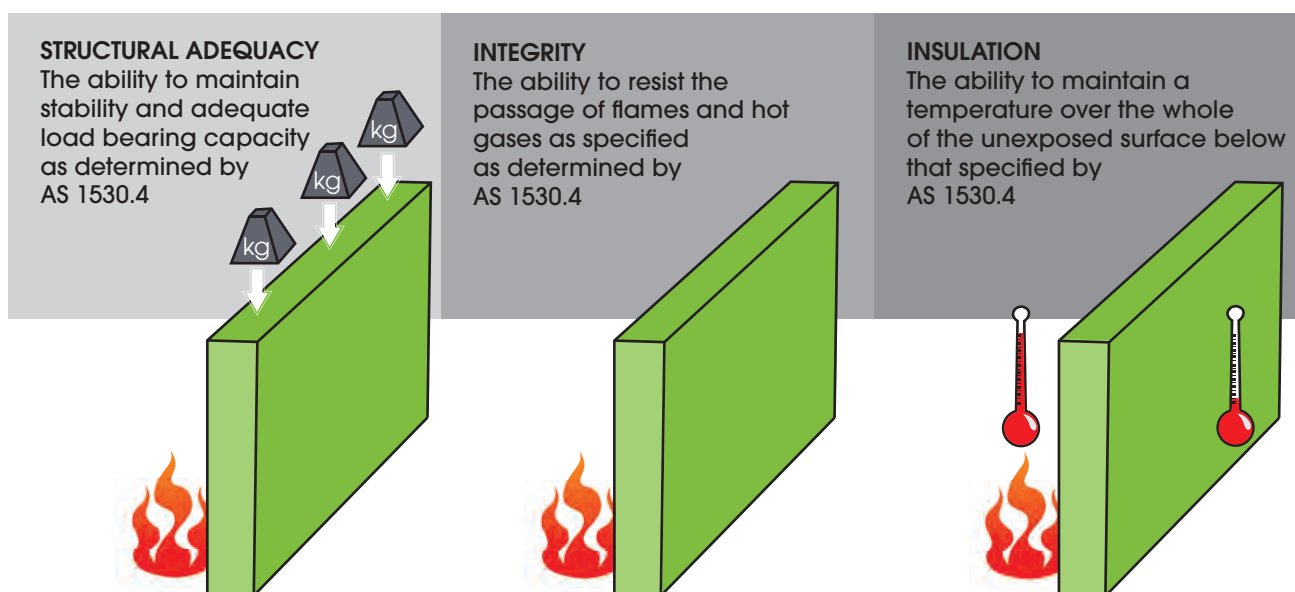 STRUCTURAL ADEQUACY
The ability to maintain
stability and adequate
load bearing capacity
as determined by
AS 1530.4
kg
kg
kg
INTEGRITY
The ability to resist the
passage of flames and hot
gases as specified
as determined by
AS 1530.4
INSULATION
The ability to maintain a
temperature over the whole
of the unexposed surface below
that specified by
AS 1530.4